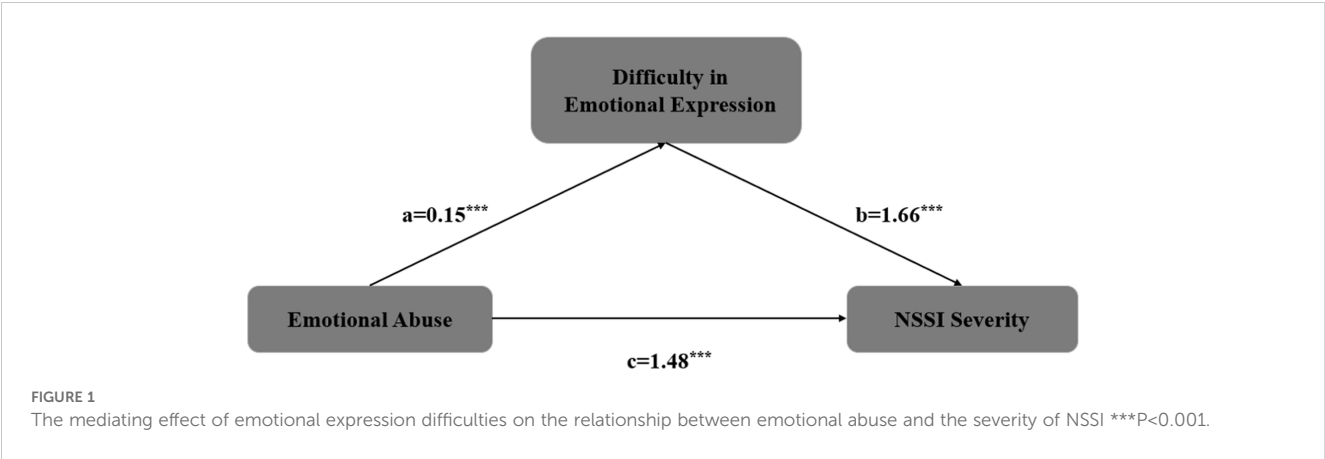 Difficulty in
Emotional Expression
a=0.15***
b=1.66***
Emotional Abuse
NSSI Severity
c=1.48***
FIGURE 1
The mediating effect of emotional expression difficulties on the relationship between emotional abuse and the severity of NSSI ***P<0.001.